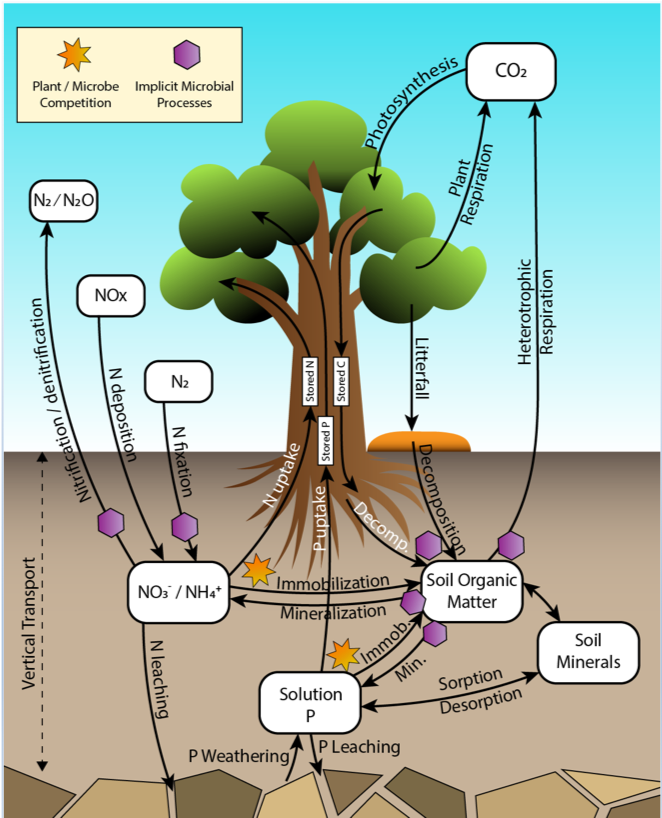 Plant / Microbe
Competition
Implicit Microbial
Processes
CO₂
Photosynthesis
Plant
Respiration
Heterotrophic
Respiration
N₂ / N₂O
NOx
N₂
Nitrification / denitrification
N deposition
N fixation
Stored N
Stored C
Stored P
Litterfall
N uptake
P uptake
Decomp.
Decomposition
Vertical Transport
NO₃⁻ / NH₄⁺
Immobilization
Mineralization
Soil Organic
Matter
Immob.
Min.
Soil
Minerals
Sorption
Desorption
Solution
P
N leaching
P Weathering
P Leaching